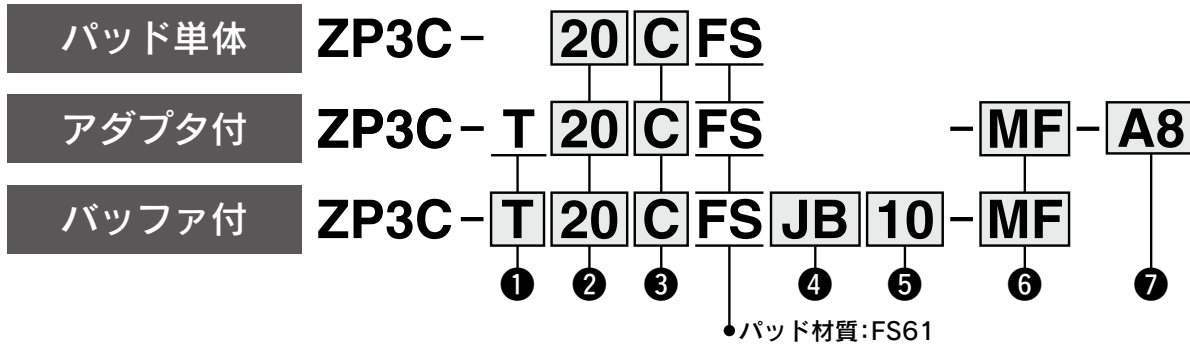 パッド単体 ZP3C- 20 C FS
アダプタ付 ZP3C- T 20 C FS -MF-A8
バッファ付 ZP3C-T 20 C FS JB 10 -MF
❶ ❷ ❸ ❹ ❺ ❻ ❼
●パッド材質:FS61